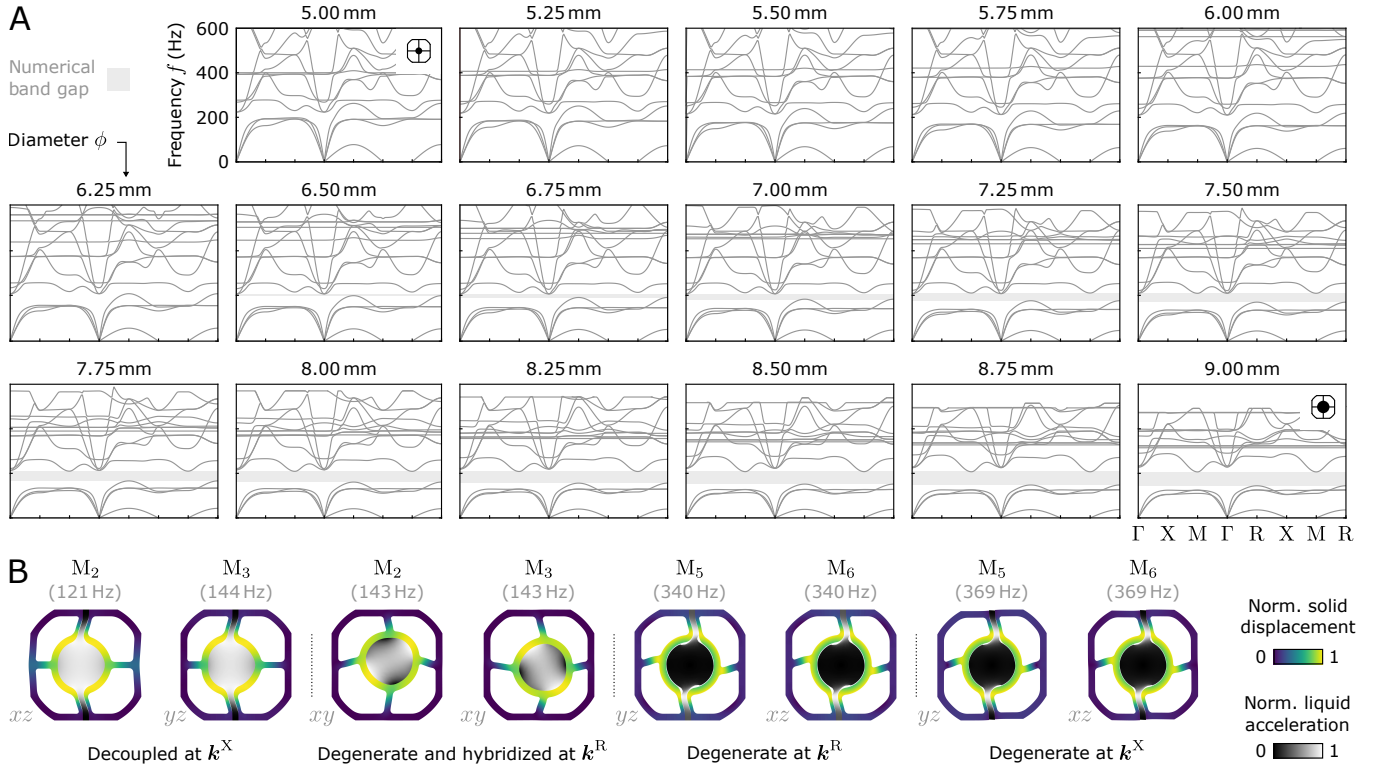 A
5.00 mm 5.25 mm 5.50 mm 5.75 mm 6.00 mm
Numerical
band gap
Diameter ϕ
Frequency f (Hz)
600
400
200
0
6.25 mm 6.50 mm 6.75 mm 7.00 mm 7.25 mm 7.50 mm
7.75 mm 8.00 mm 8.25 mm 8.50 mm 8.75 mm 9.00 mm
Γ X M Γ R X M R
B
M₂ M₃ M₂ M₃ M₅ M₆ M₅ M₆
(121 Hz) (144 Hz) (143 Hz) (143 Hz) (340 Hz) (340 Hz) (369 Hz) (369 Hz)
xz yz xy xy yz xz yz xz
Decoupled at kˣ Degenerate and hybridized at kᴿ Degenerate at kᴿ Degenerate at kˣ
Norm. solid
displacement
0 1
Norm. liquid
acceleration
0 1